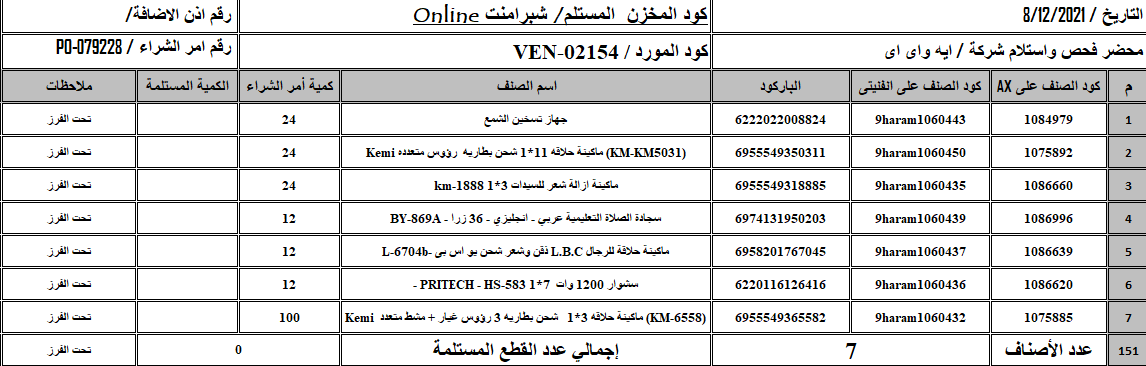 التاريخ / 8/12/2021 كود المخزن المستلم/ شبرامنت Online رقم اذن الاضافة/
محضر فحص واستلام شركة / ايه واى اى كود المورد / VEN-02154 رقم امر الشراء / PO-079228
م كود الصنف على AX كود الصنف على انفنيتى الباركود اسم الصنف كمية أمر الشراء الكمية المستلمة ملاحظات
1 1084979 9haram1060443 6222022008824 جهاز تسخين الشمع 24 تحت الفرز
2 1075892 9haram1060450 6955549350311 (KM-KM5031) ماكينة حلاقه 11*1 شحن بطاريه رؤوس متعدده Kemi 24 تحت الفرز
3 1086660 9haram1060435 6955549318885 ماكينة ازالة شعر للسيدات 3*1 km-1888 24 تحت الفرز
4 1086996 9haram1060439 6974131950203 سجادة الصلاة التعليمية عربي - انجليزي - 36 زرا - BY-869A 12 تحت الفرز
5 1086639 9haram1060437 6958201767045 ماكينة حلاقة للرجال L.B.C ذقن وشعر شحن يو اس بى -L-6704b 12 تحت الفرز
6 1086620 9haram1060436 6220116126416 سشوار 1200 وات 7*1 PRITECH - HS-583 - 12 تحت الفرز
7 1075885 9haram1060432 6955549365582 (KM-6558) ماكينة حلاقه 3*1 شحن بطاريه 3 رؤوس غيار + مشط متعدد Kemi 100 تحت الفرز
151 عدد الأصناف 7 إجمالي عدد القطع المستلمة 0 تحت الفرز